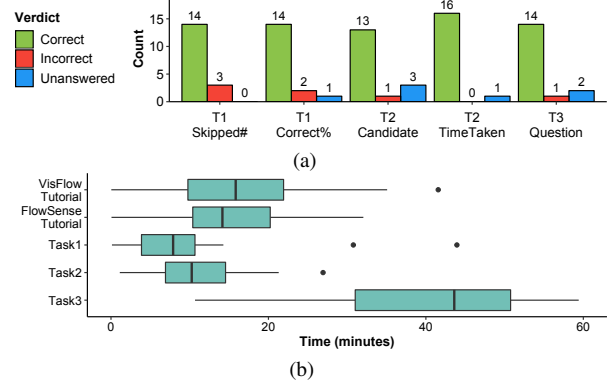 Verdict
Correct
Incorrect
Unanswered
Count
15
10
5
0
14
3
0
14
2
1
13
1
3
16
0
1
14
1
2
T1 T1 T2 T2 T3
Skipped# Correct% Candidate TimeTaken Question
(a)
VisFlow
Tutorial
FlowSense
Tutorial
Task1
Task2
Task3
0 20 40 60
Time (minutes)
(b)